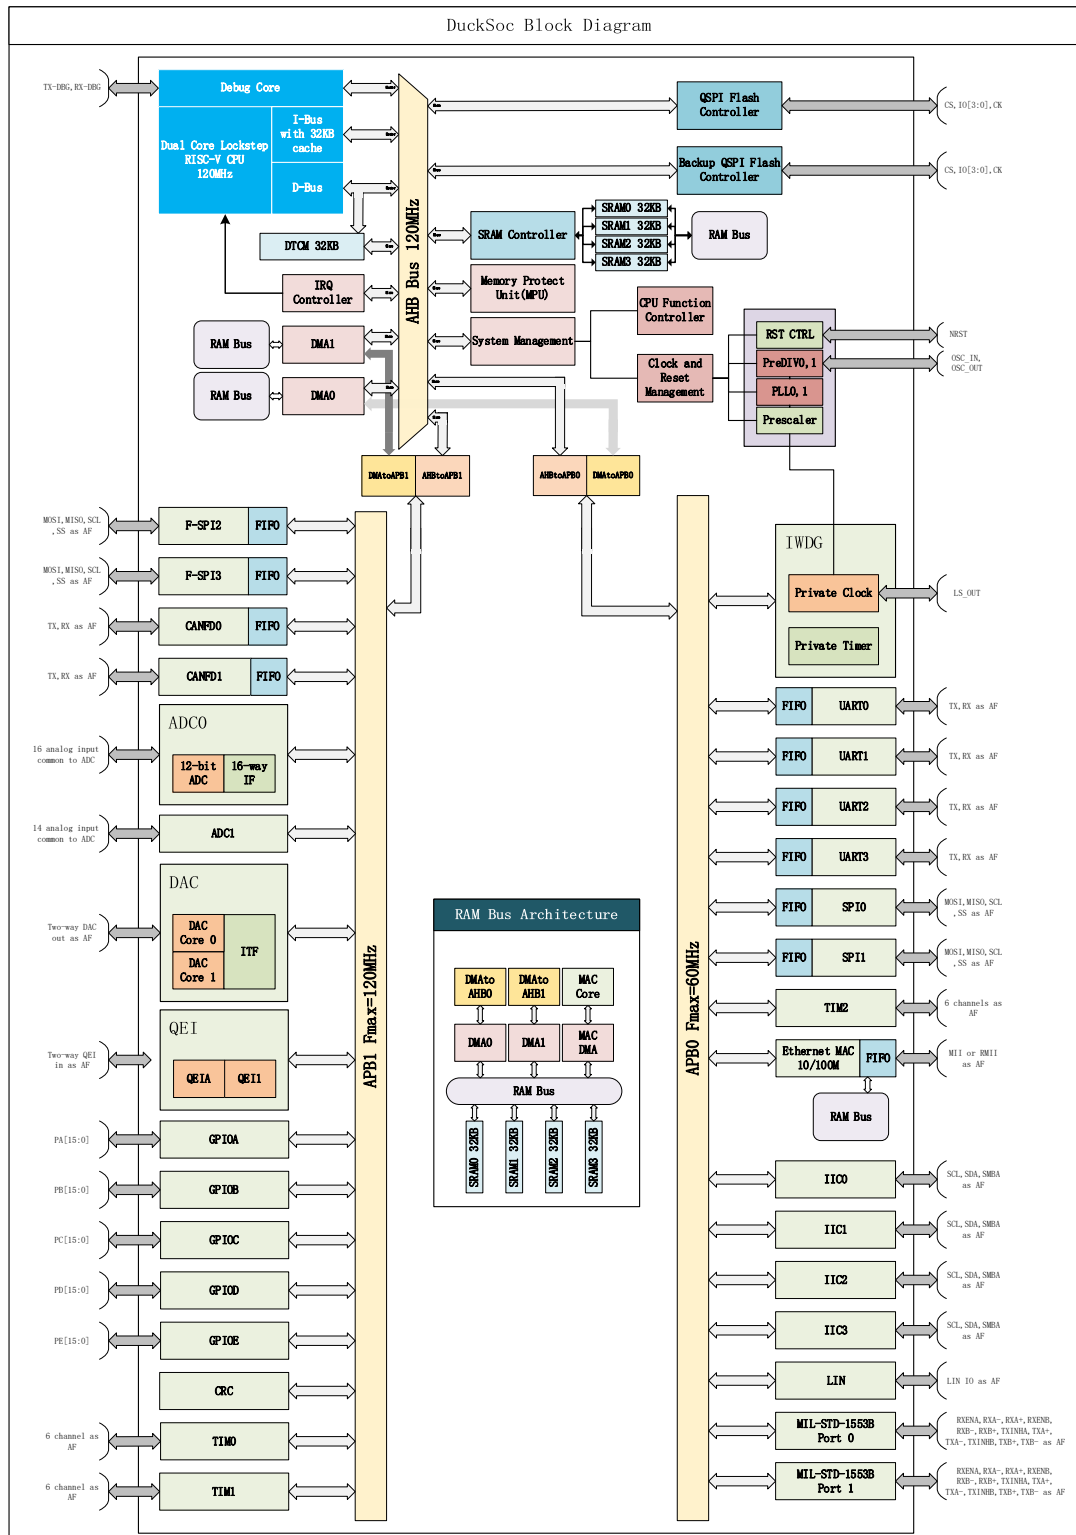 DuckSoc Block Diagram
TX-DBG,RX-DBG
Debug Core
Dual Core Lockstep
RISC-V CPU
120MHz
I-Bus
with 32KB
cache
D-Bus
DTCM 32KB
IRQ
Controller
RAM Bus
DMA1
RAM Bus
DMA0
AHB Bus 120MHz
QSPI Flash
Controller
CS,IO[3:0],CK
Backup QSPI Flash
Controller
CS,IO[3:0],CK
SRAM Controller
SRAM0 32KB
SRAM1 32KB
SRAM2 32KB
SRAM3 32KB
RAM Bus
Memory Protect
Unit(MPU)
System Management
CPU Function
Controller
Clock and
Reset
Management
RST CTRL
PreDIV0,1
PLL0,1
Prescaler
NRST
OSC_IN,
OSC_OUT
DMAtoAPB1
AHBtoAPB1
AHBtoAPB0
DMAtoAPB0
MOSI,MISO,SCL
,SS as AF
F-SPI2
FIFO
MOSI,MISO,SCL
,SS as AF
F-SPI3
FIFO
TX,RX as AF
CANFD0
FIFO
TX,RX as AF
CANFD1
FIFO
16 analog input
common to ADC
ADC0
12-bit
ADC
16-way
IF
14 analog input
common to ADC
ADC1
Two-way DAC
out as AF
DAC
DAC
Core 0
DAC
Core 1
ITF
Two-way QEI
in as AF
QEI
QEIA
QEI1
PA[15:0]
GPIOA
PB[15:0]
GPIOB
PC[15:0]
GPIOC
PD[15:0]
GPIOD
PE[15:0]
GPIOE
CRC
6 channel as
AF
TIM0
6 channel as
AF
TIM1
APB1 Fmax=120MHz
RAM Bus Architecture
DMAto
AHB0
DMAto
AHB1
MAC
Core
DMA0
DMA1
MAC
DMA
RAM Bus
SRAM0 32KB
SRAM1 32KB
SRAM2 32KB
SRAM3 32KB
APB0 Fmax=60MHz
IWDG
Private Clock
Private Timer
LS_OUT
FIFO
UART0
TX,RX as AF
FIFO
UART1
TX,RX as AF
FIFO
UART2
TX,RX as AF
FIFO
UART3
TX,RX as AF
FIFO
SPI0
MOSI,MISO,SCL
,SS as AF
FIFO
SPI1
MOSI,MISO,SCL
,SS as AF
TIM2
6 channels as
AF
Ethernet MAC
10/100M
FIFO
MII or RMII
as AF
RAM Bus
IIC0
SCL,SDA,SMBA
as AF
IIC1
SCL,SDA,SMBA
as AF
IIC2
SCL,SDA,SMBA
as AF
IIC3
SCL,SDA,SMBA
as AF
LIN
LIN IO as AF
MIL-STD-1553B
Port 0
RXENA,RXA-,RXA+,RXENB,
RXB-,RXB+,TXINHA,TXA+,
TXA-,TXINHB,TXB+,TXB- as AF
MIL-STD-1553B
Port 1
RXENA,RXA-,RXA+,RXENB,
RXB-,RXB+,TXINHA,TXA+,
TXA-,TXINHB,TXB+,TXB- as AF